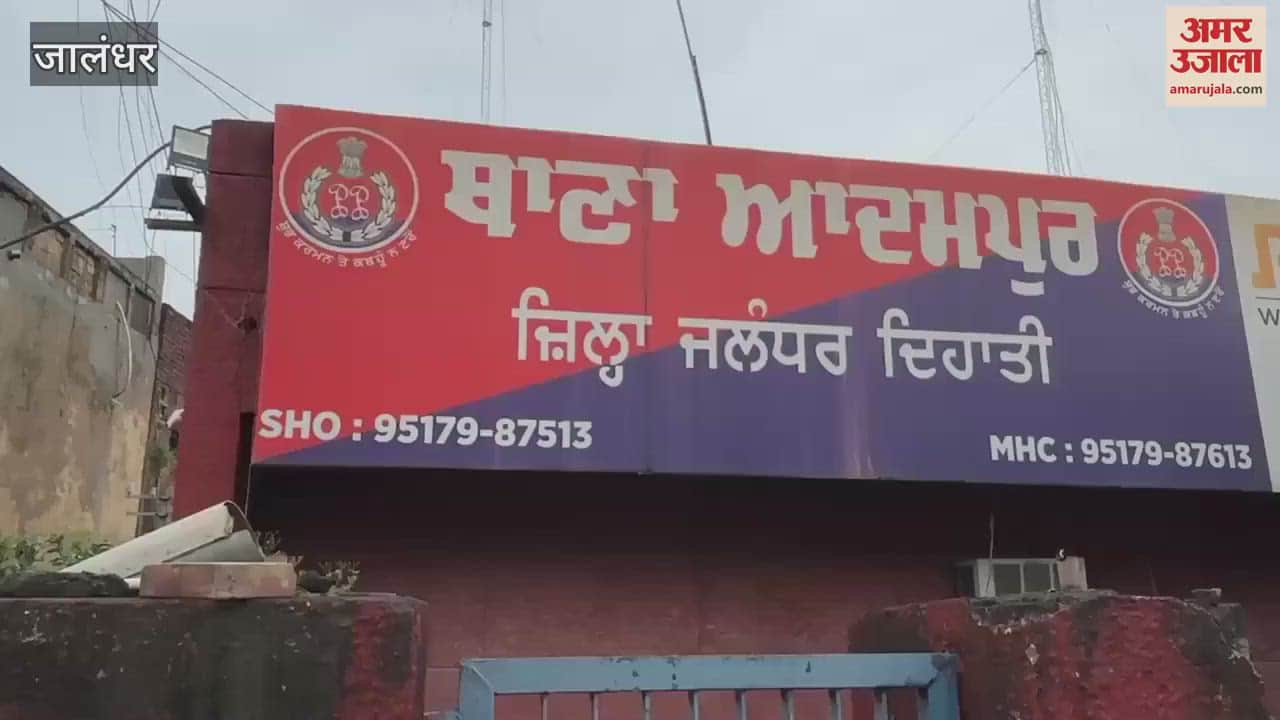 जालंधर
अमर
उजाला
amarujala.com
ਥਾਣਾ ਆਦਮਪੁਰ
ਜ਼ਿਲ੍ਹਾ ਜਲੰਧਰ ਦਿਹਾਤੀ
SHO : 95179-87513
MHC : 95179-87613
W